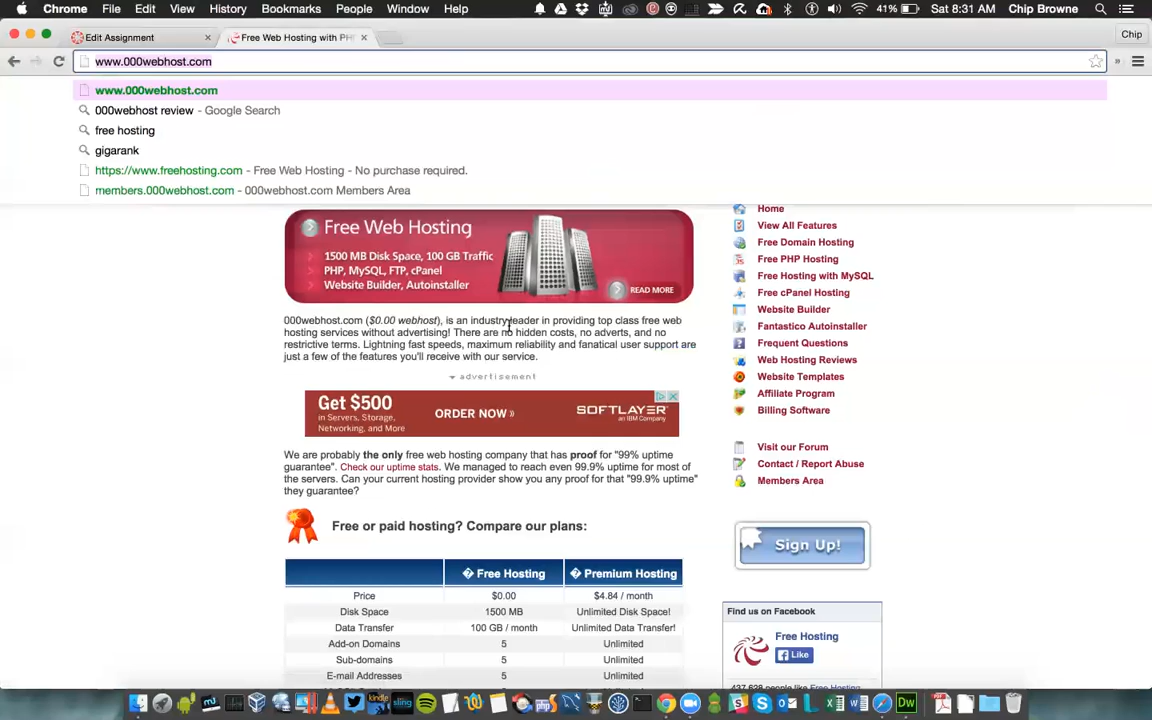 Chrome File Edit View History Bookmarks People Window Help 41% Sat 8:31 AM Chip Browne
Edit Assignment × Free Web Hosting with PH × Chip
www.000webhost.com
www.000webhost.com
000webhost review - Google Search
free hosting
gigarank
https://www.freehosting.com - Free Web Hosting - No purchase required.
members.000webhost.com - 000webhost.com Members Area
Free Web Hosting
1500 MB Disk Space, 100 GB Traffic
PHP, MySQL, FTP, cPanel
Website Builder, Autoinstaller
READ MORE
000webhost.com ($0.00 webhost), is an industry leader in providing top class free web
hosting services without advertising! There are no hidden costs, no adverts, and no
restrictive terms. Lightning fast speeds, maximum reliability and fanatical user support are
just a few of the features you'll receive with our service.
advertisement
Get $500
in Servers, Storage,
Networking, and More
ORDER NOW »
SOFTLAYER
an IBM Company
We are probably the only free web hosting company that has proof for "99% uptime
guarantee". Check our uptime stats. We managed to reach even 99.9% uptime for most of
the servers. Can your current hosting provider show you any proof for that "99.9% uptime"
they guarantee?
Free or paid hosting? Compare our plans:
� Free Hosting � Premium Hosting
Price $0.00 $4.84 / month
Disk Space 1500 MB Unlimited Disk Space!
Data Transfer 100 GB / month Unlimited Data Transfer!
Add-on Domains 5 Unlimited
Sub-domains 5 Unlimited
E-mail Addresses 5 Unlimited
Home
View All Features
Free Domain Hosting
Free PHP Hosting
Free Hosting with MySQL
Free cPanel Hosting
Website Builder
Fantastico Autoinstaller
Frequent Questions
Web Hosting Reviews
Website Templates
Affiliate Program
Billing Software
Visit our Forum
Contact / Report Abuse
Members Area
Sign Up!
Find us on Facebook
Free Hosting
Like
437,628 people like Free Hosting
kindle
sling
php
Dw